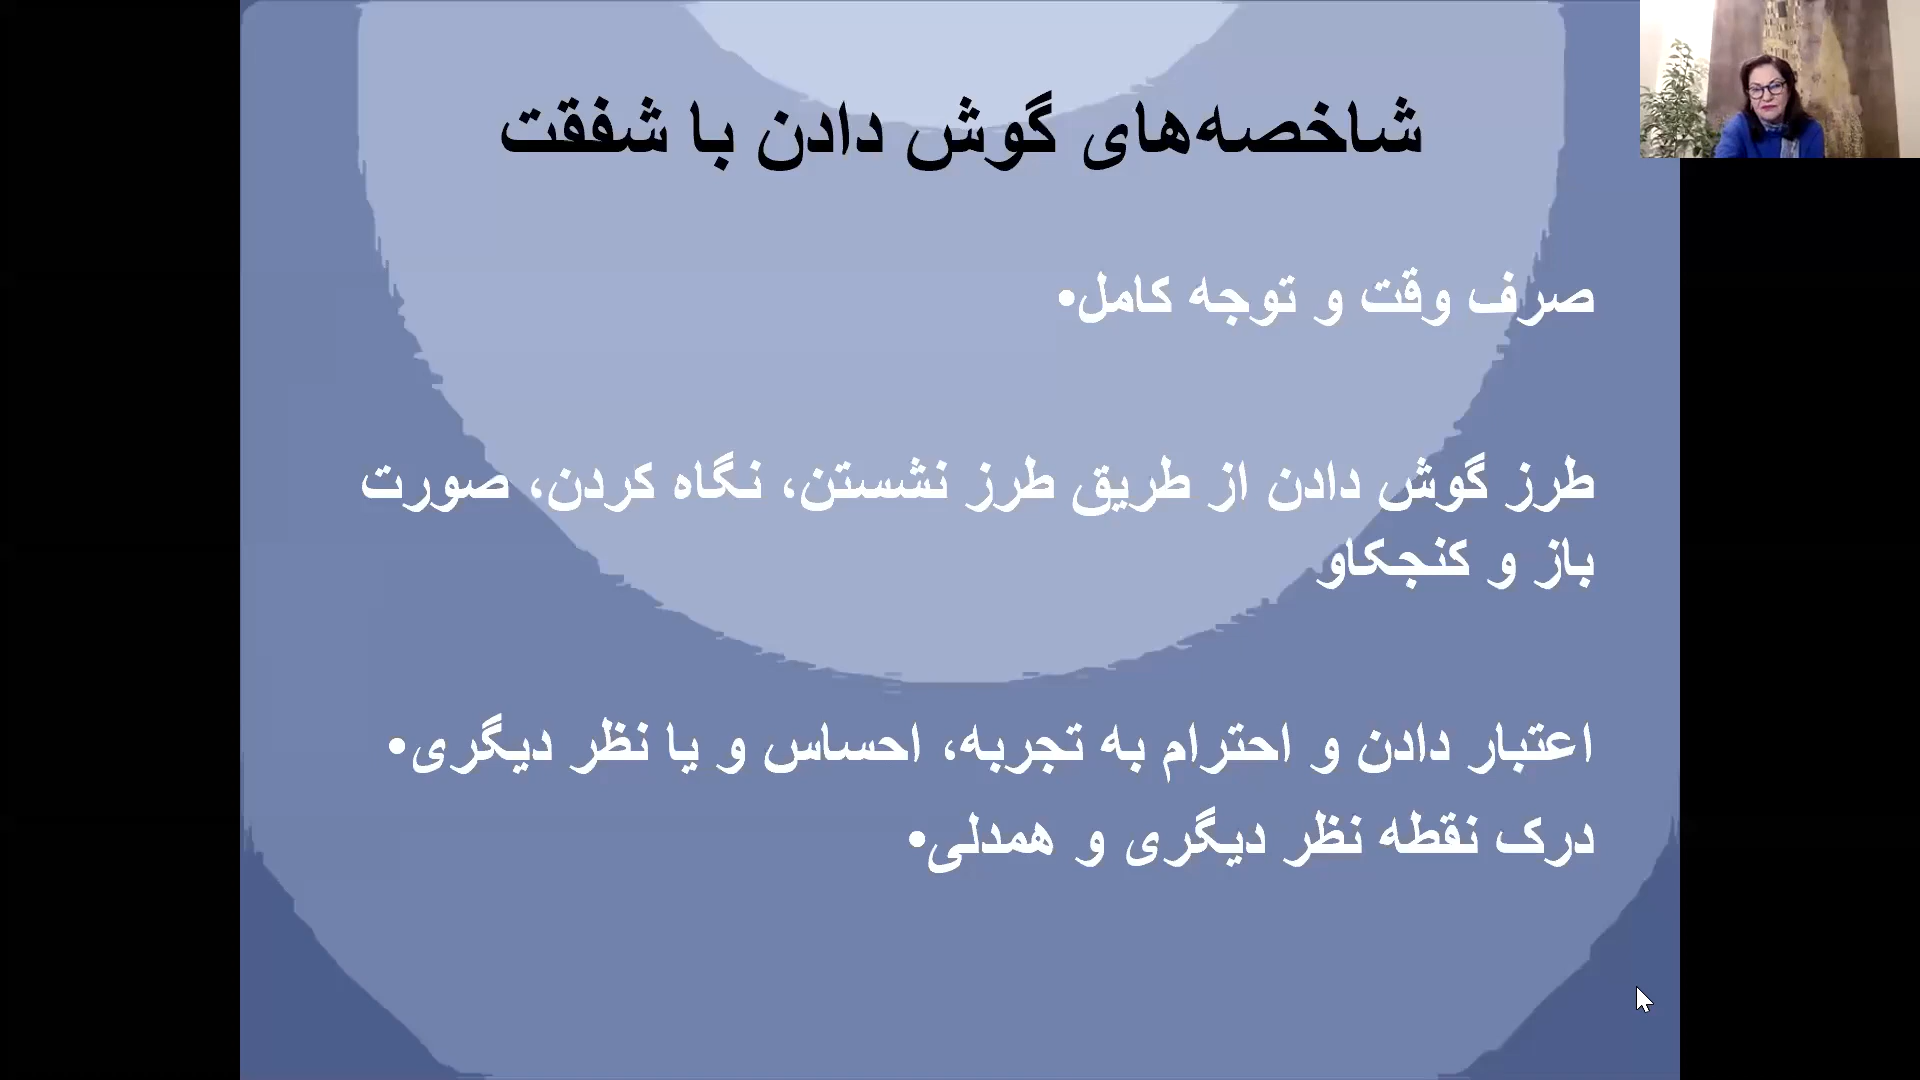 شاخصه‌های گوش دادن با شفقت
صرف وقت و توجه کامل•
طرز گوش دادن از طریق طرز نشستن، نگاه کردن، صورت
باز و کنجکاو
اعتبار دادن و احترام به تجربه، احساس و یا نظر دیگری•
درک نقطه نظر دیگری و همدلی•